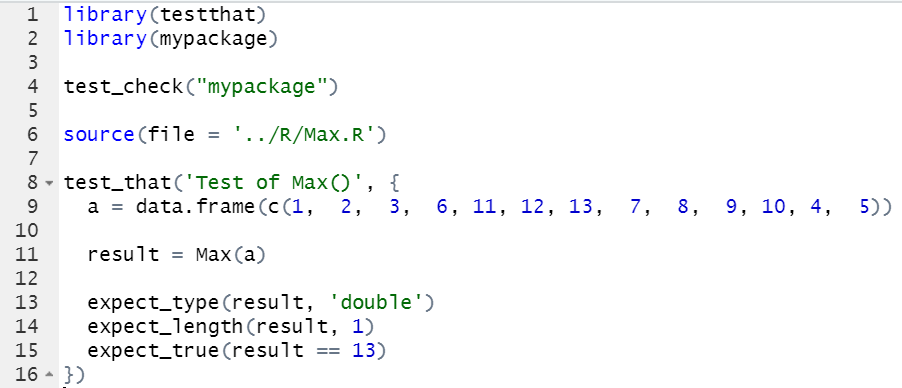 1 library(testthat)
2 library(mypackage)
3
4 test_check("mypackage")
5
6 source(file = '../R/Max.R')
7
8 test_that('Test of Max()', {
9   a = data.frame(c(1,  2,  3,  6, 11, 12, 13,  7,  8,  9, 10, 4,  5))
10
11   result = Max(a)
12
13   expect_type(result, 'double')
14   expect_length(result, 1)
15   expect_true(result == 13)
16 })